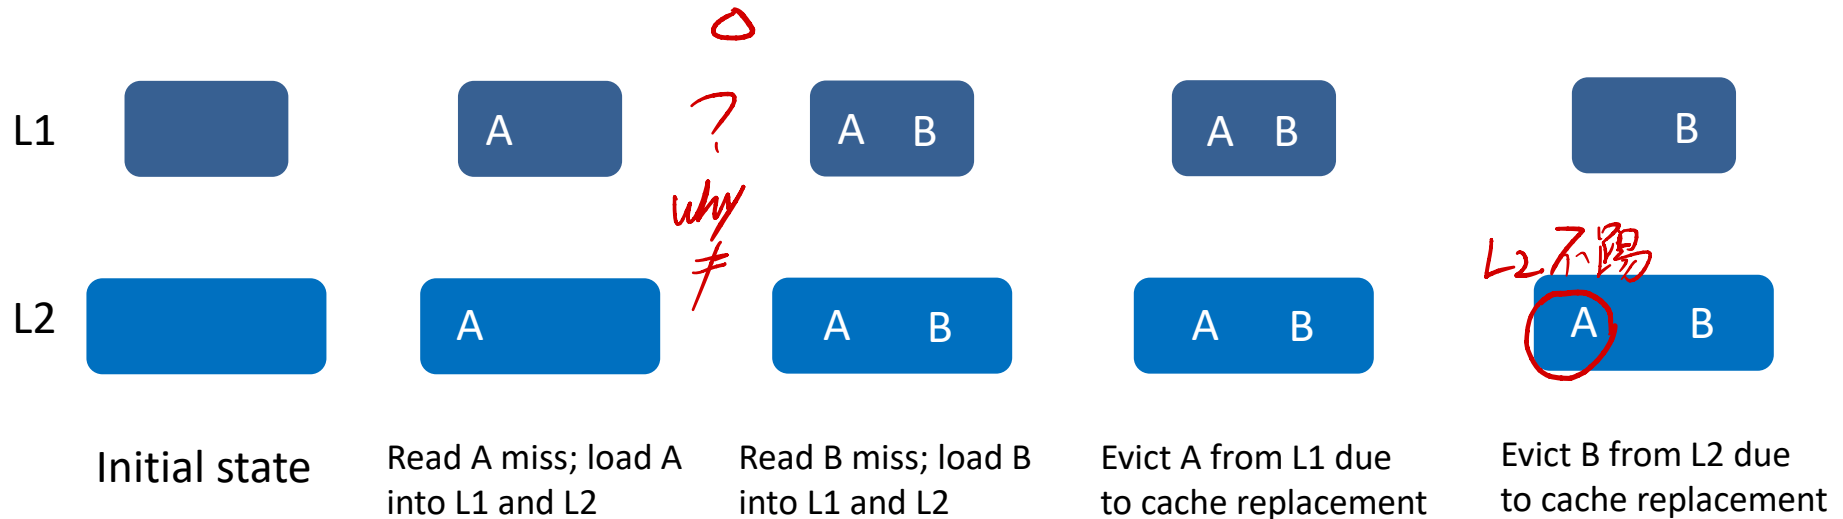 L1
A
A B
A B
B
?
why
≠
L2不踢
L2
A
A B
A B
A B
Initial state
Read A miss; load A
into L1 and L2
Read B miss; load B
into L1 and L2
Evict A from L1 due
to cache replacement
Evict B from L2 due
to cache replacement